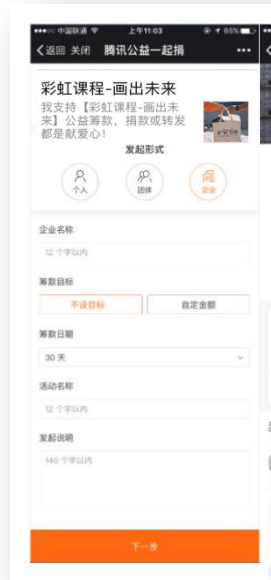 中国联通 上午11:03 65%
返回 关闭 腾讯公益一起捐
彩虹课程-画出未来
我支持【彩虹课程-画出未
来】公益筹款，捐款或转发
都是献爱心！
发起形式
个人 团体 企业
企业名称
12 个字以内
筹款目标
不设目标 自定金额
筹款日期
30 天
活动名称
12 个字以内
发起说明
140 个字以内
下一步